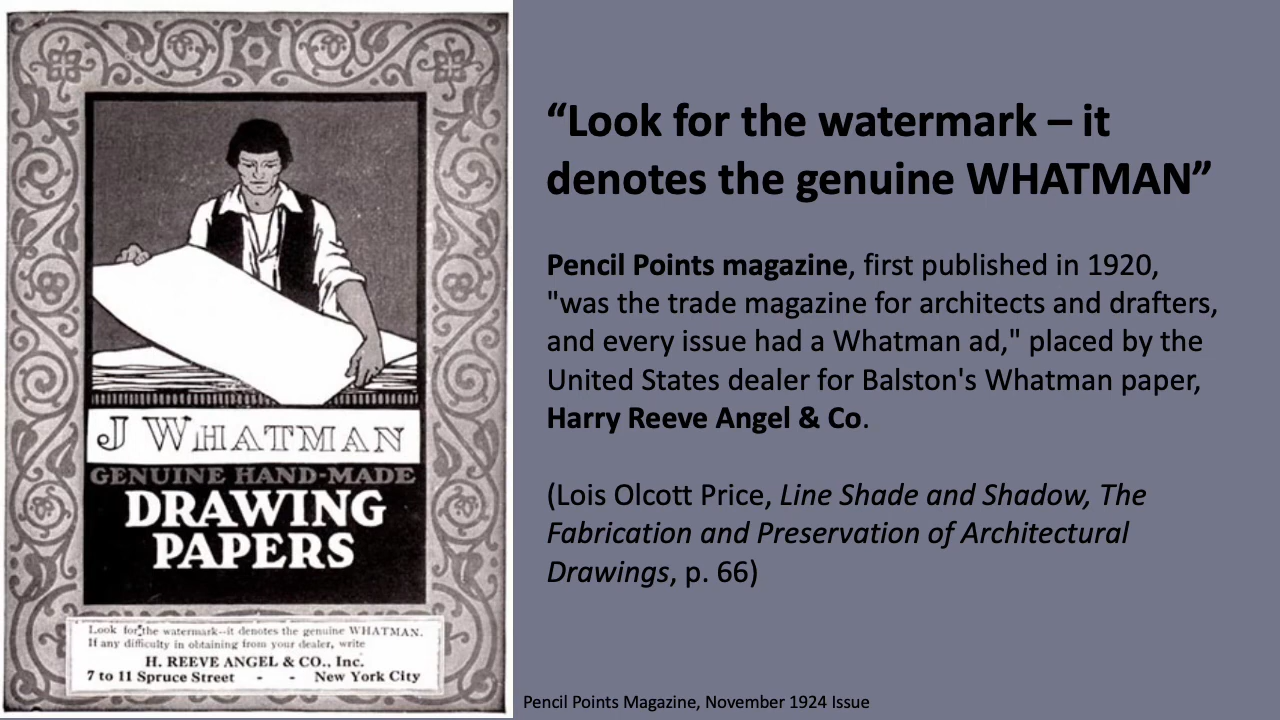 J WHATMAN
GENUINE HAND-MADE
DRAWING
PAPERS
Look for the watermark--it denotes the genuine WHATMAN.
If any difficulty in obtaining from your dealer, write
H. REEVE ANGEL & CO., Inc.
7 to 11 Spruce Street - - New York City
“Look for the watermark – it
denotes the genuine WHATMAN”
Pencil Points magazine, first published in 1920,
"was the trade magazine for architects and drafters,
and every issue had a Whatman ad," placed by the
United States dealer for Balston's Whatman paper,
Harry Reeve Angel & Co.
(Lois Olcott Price, Line Shade and Shadow, The
Fabrication and Preservation of Architectural
Drawings, p. 66)
Pencil Points Magazine, November 1924 Issue